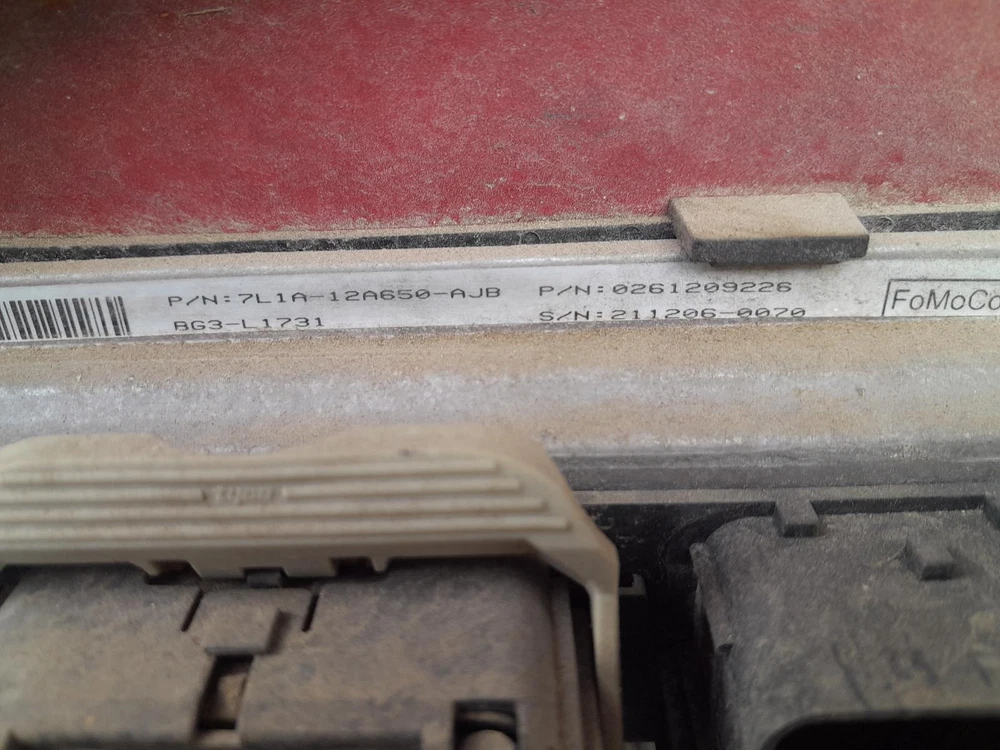 P/N:7L1A-12A650-AJB P/N:0261209226
BG3-L1731 S/N:211206-0070
FoMoCo